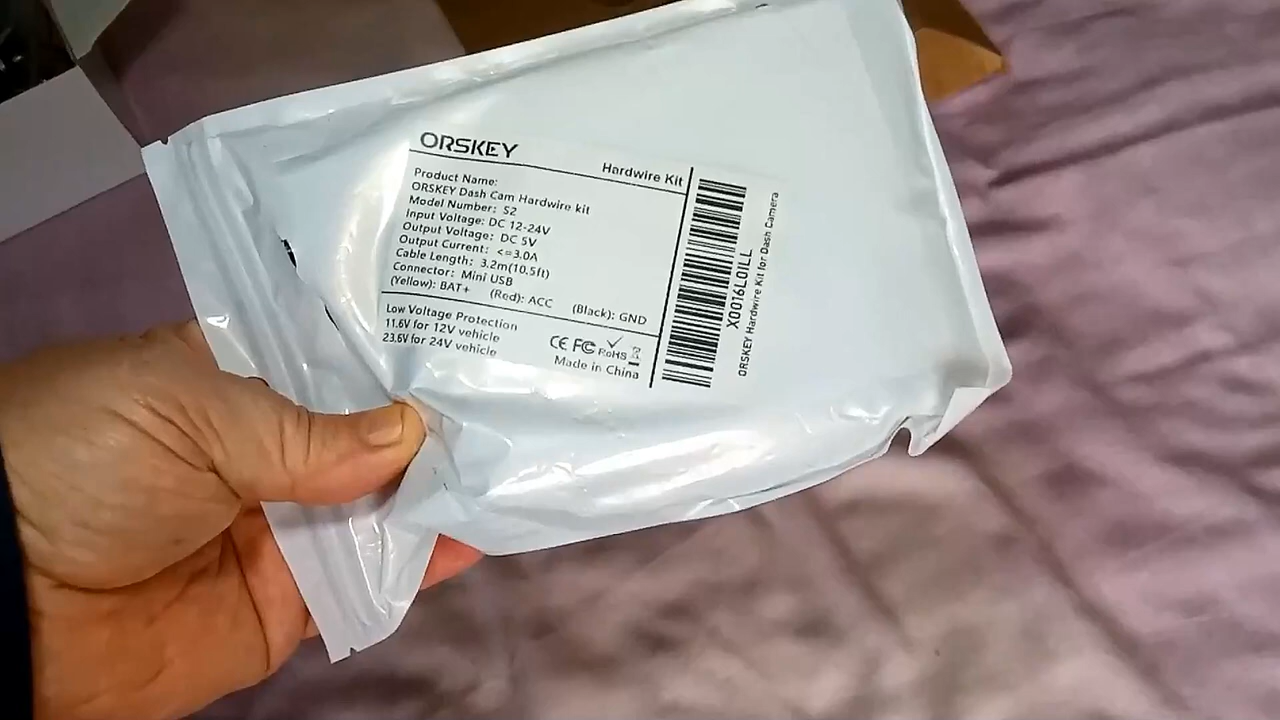 ORSKEY
Hardwire Kit
Product Name:
ORSKEY Dash Cam Hardwire kit
Model Number: S2
Input Voltage: DC 12-24V
Output Voltage: DC 5V
Output Current: <=3.0A
Cable Length: 3.2m(10.5ft)
Connector: Mini USB
(Yellow): BAT+ (Red): ACC (Black): GND
Low Voltage Protection
11.6V for 12V vehicle
23.6V for 24V vehicle
CE FC RoHS
Made in China
X0016L0ILL
ORSKEY Hardwire Kit for Dash Camera